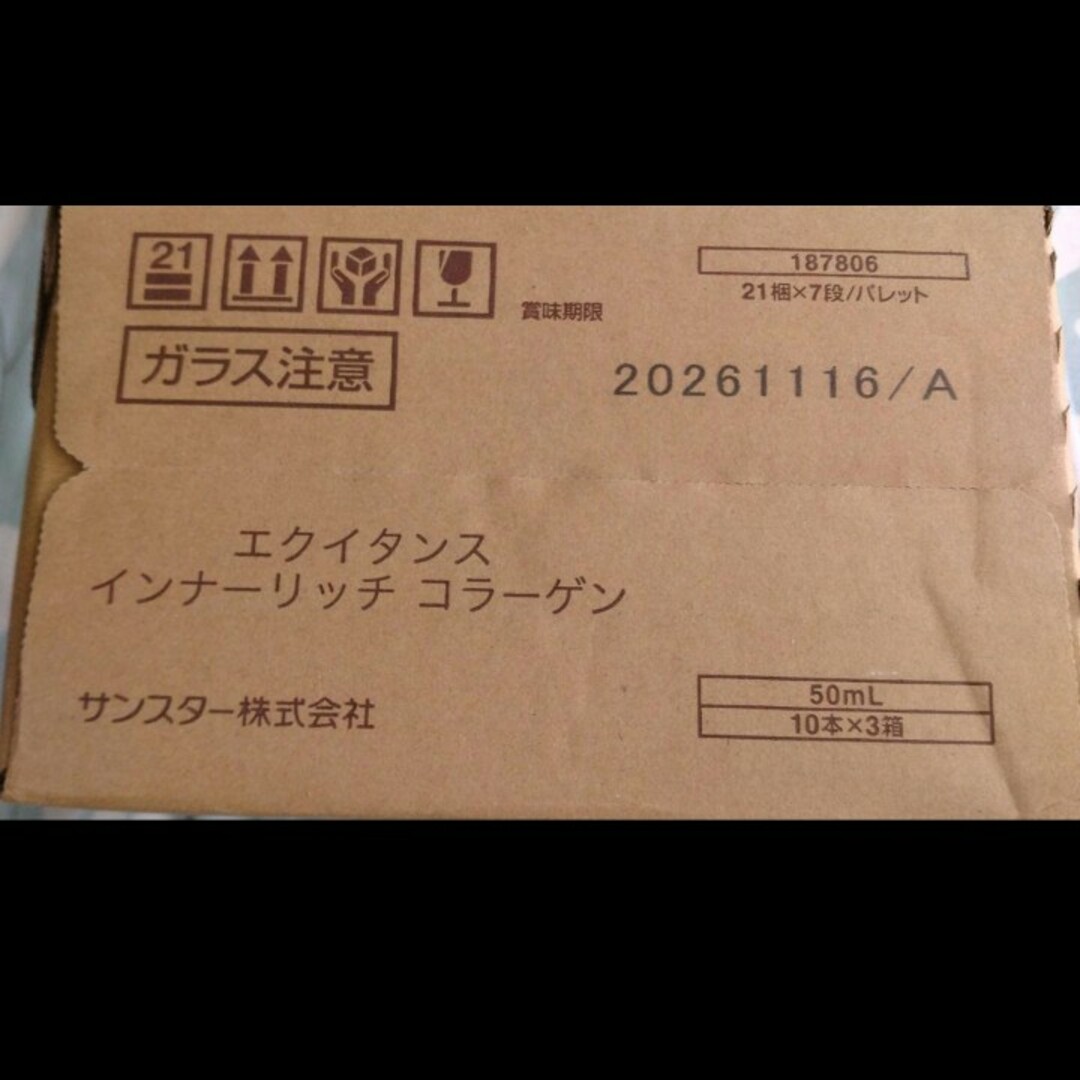 21
187806
21梱×7段/パレット
賞味期限
ガラス注意
20261116/A
エクイタンス
インナーリッチ コラーゲン
サンスター株式会社
50mL
10本×3箱